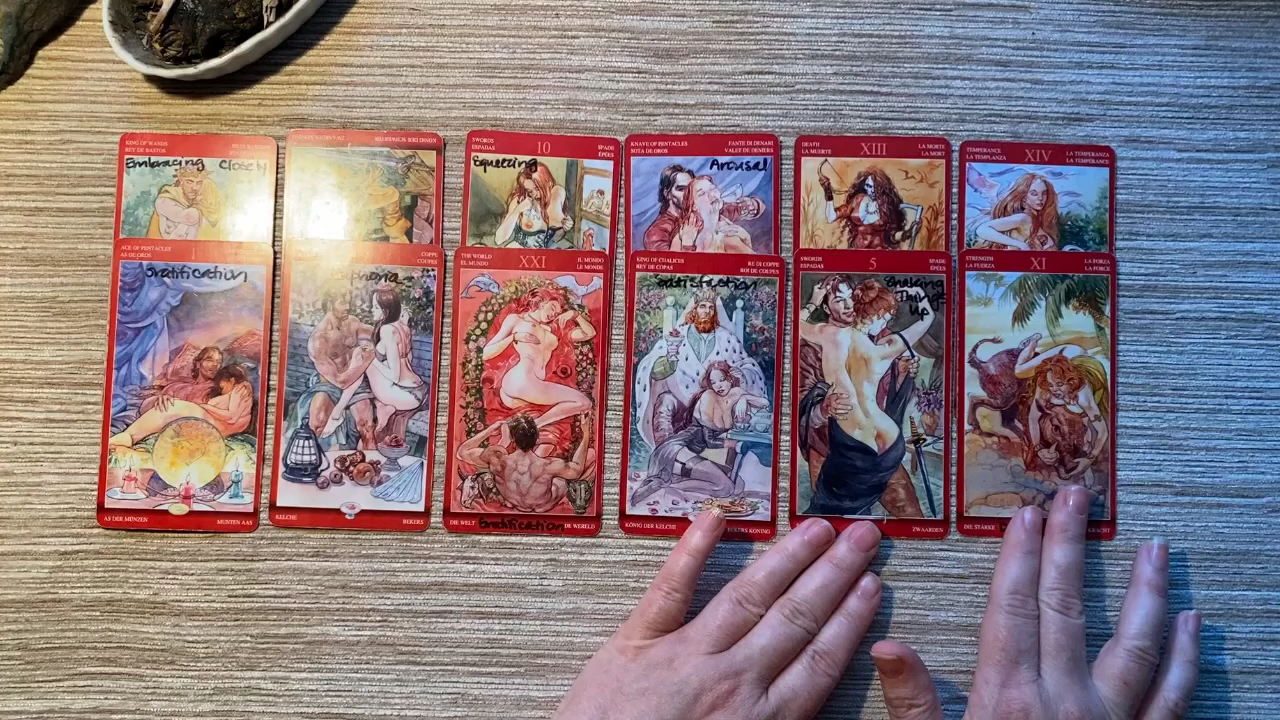 KING OF WANDS
REY DE BASTOS
Embracing Closely
SWORDS
ESPADAS
10
SPADE
ÉPÉES
Squeezing
KNAVE OF PENTACLES
SOTA DE OROS
FANTE DI DENARI
VALET DE DENIERS
Arousal
DEATH
LA MUERTE
XIII
LA MORTE
LA MORT
TEMPERANCE
LA TEMPLANZA
XIV
LA TEMPERANZA
LA TEMPÉRANCE
ACE OF PENTACLES
AS DE OROS
1
Gratification
AS DER MÜNZEN
MUNTEN AAS
COPPE
COUPES
KELCHE
BEKERS
THE WORLD
EL MUNDO
XXI
IL MONDO
LE MONDE
DIE WELT
Gratification
DE WERELD
KING OF CHALICES
REY DE COPAS
RE DI COPPE
ROI DE COUPES
Satisfaction
KÖNIG DER KELCHE
BEKERS KONING
SWORDS
ESPADAS
5
SPADE
ÉPÉES
Shaking
Things
Up
ZWAARDEN
STRENGTH
LA FUERZA
XI
LA FORZA
LA FORCE
DIE STÄRKE
KRACHT